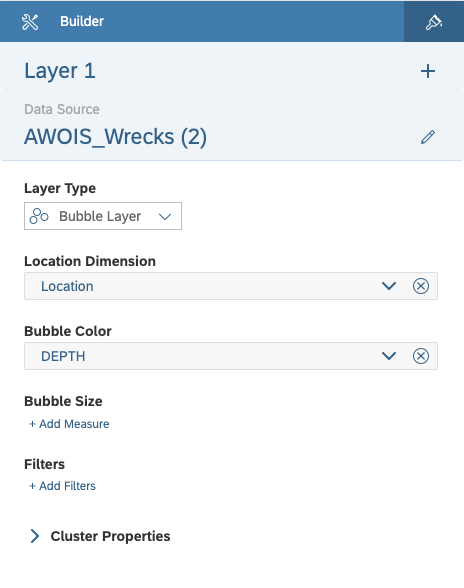 Builder
Layer 1
Data Source
AWOIS_Wrecks (2)
Layer Type
Bubble Layer
Location Dimension
Location
Bubble Color
DEPTH
Bubble Size
+ Add Measure
Filters
+ Add Filters
Cluster Properties